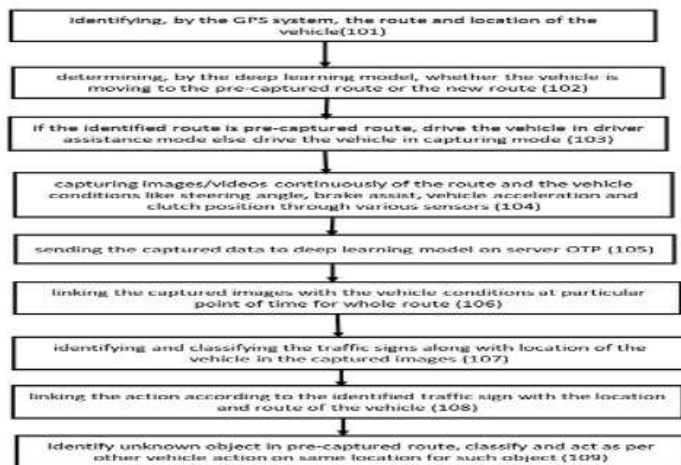 identifying, by the GPS system, the route and location of the
vehicle(101)
determining, by the deep learning model, whether the vehicle is
moving to the pre-captured route or the new route (102)
if the identified route is pre-captured route, drive the vehicle in driver
assistance mode else drive the vehicle in capturing mode (103)
capturing images/videos continuously of the route and the vehicle
conditions like steering angle, brake assist, vehicle acceleration and
clutch position through various sensors (104)
sending the captured data to deep learning model on server OTP (105)
linking the captured images with the vehicle conditions at particular
point of time for whole route (106)
identifying and classifying the traffic signs along with location of the
vehicle in the captured images (107)
linking the action according to the identified traffic sign with the location
and route of the vehicle (108)
Identify unknown object in pre-captured route, classify and act as per
other vehicle action on same location for such object (109)